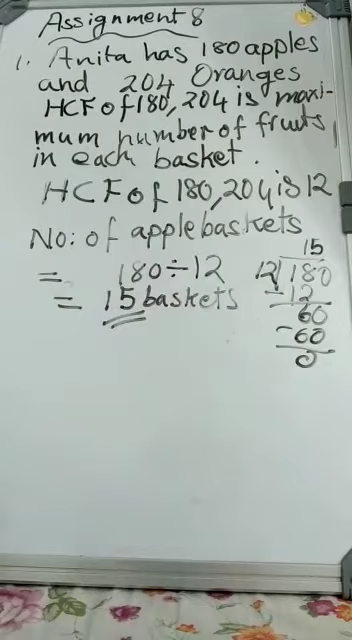 Assignment 8
1. Anita has 180 apples
and 204 Oranges
HCF of 180, 204 is maxi-
mum number of fruits
in each basket.
HCF of 180, 204 is 12
No: of apple baskets
= 180 ÷ 12
= 15 baskets
15
12)180
-12
60
-60
0